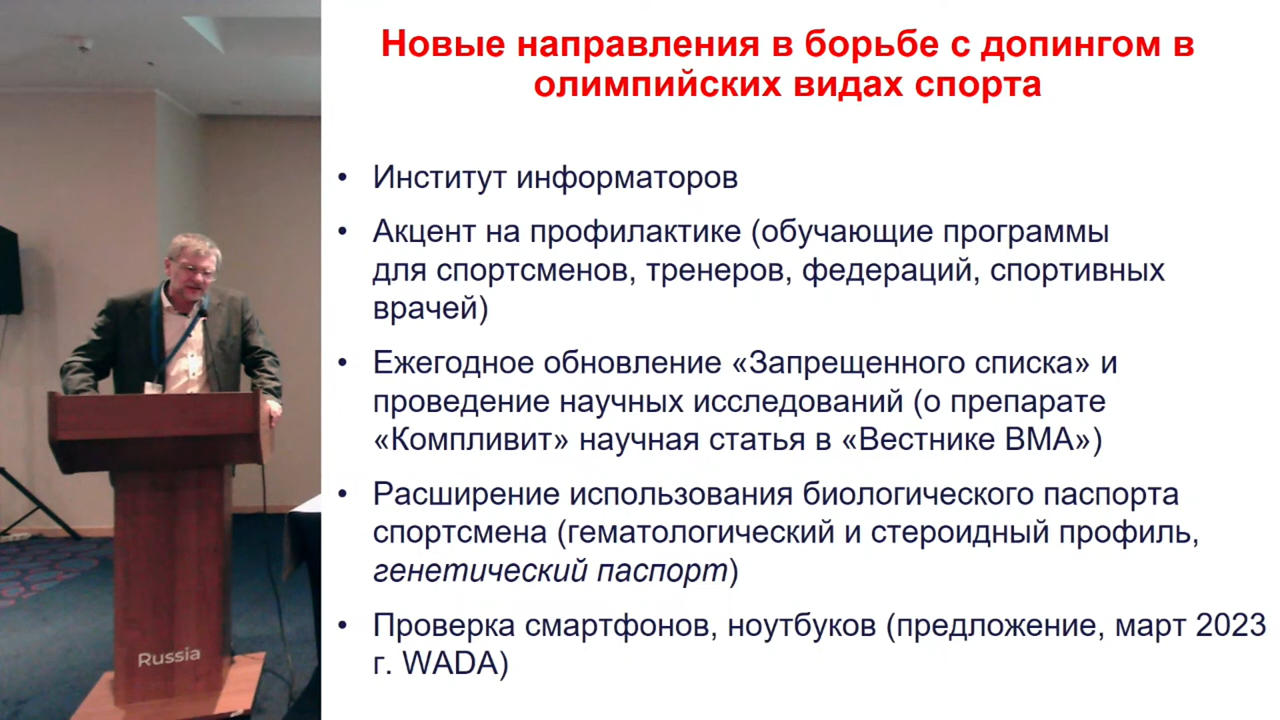 Новые направления в борьбе с допингом в
олимпийских видах спорта
• Институт информаторов
• Акцент на профилактике (обучающие программы
для спортсменов, тренеров, федераций, спортивных
врачей)
• Ежегодное обновление «Запрещенного списка» и
проведение научных исследований (о препарате
«Компливит» научная статья в «Вестнике ВМА»)
• Расширение использования биологического паспорта
спортсмена (гематологический и стероидный профиль,
генетический паспорт)
• Проверка смартфонов, ноутбуков (предложение, март 2023
г. WADA)
Russia